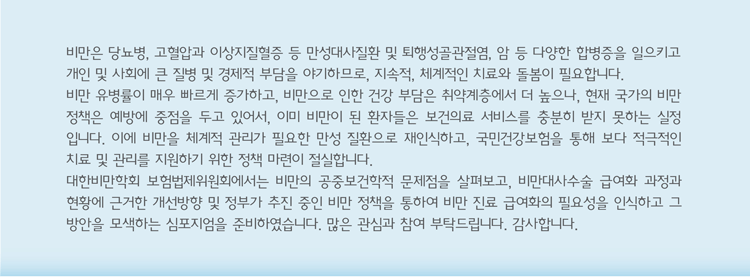 비만은 당뇨병, 고혈압과 이상지질혈증 등 만성대사질환 및 퇴행성골관절염, 암 등 다양한 합병증을 일으키고
개인 및 사회에 큰 질병 및 경제적 부담을 야기하므로, 지속적, 체계적인 치료와 돌봄이 필요합니다.
비만 유병률이 매우 빠르게 증가하고, 비만으로 인한 건강 부담은 취약계층에서 더 높으나, 현재 국가의 비만
정책은 예방에 중점을 두고 있어서, 이미 비만이 된 환자들은 보건의료 서비스를 충분히 받지 못하는 실정
입니다. 이에 비만을 체계적 관리가 필요한 만성 질환으로 재인식하고, 국민건강보험을 통해 보다 적극적인
치료 및 관리를 지원하기 위한 정책 마련이 절실합니다.
대한비만학회 보험법제위원회에서는 비만의 공중보건학적 문제점을 살펴보고, 비만대사수술 급여화 과정과
현황에 근거한 개선방향 및 정부가 추진 중인 비만 정책을 통하여 비만 진료 급여화의 필요성을 인식하고 그
방안을 모색하는 심포지엄을 준비하였습니다. 많은 관심과 참여 부탁드립니다. 감사합니다.